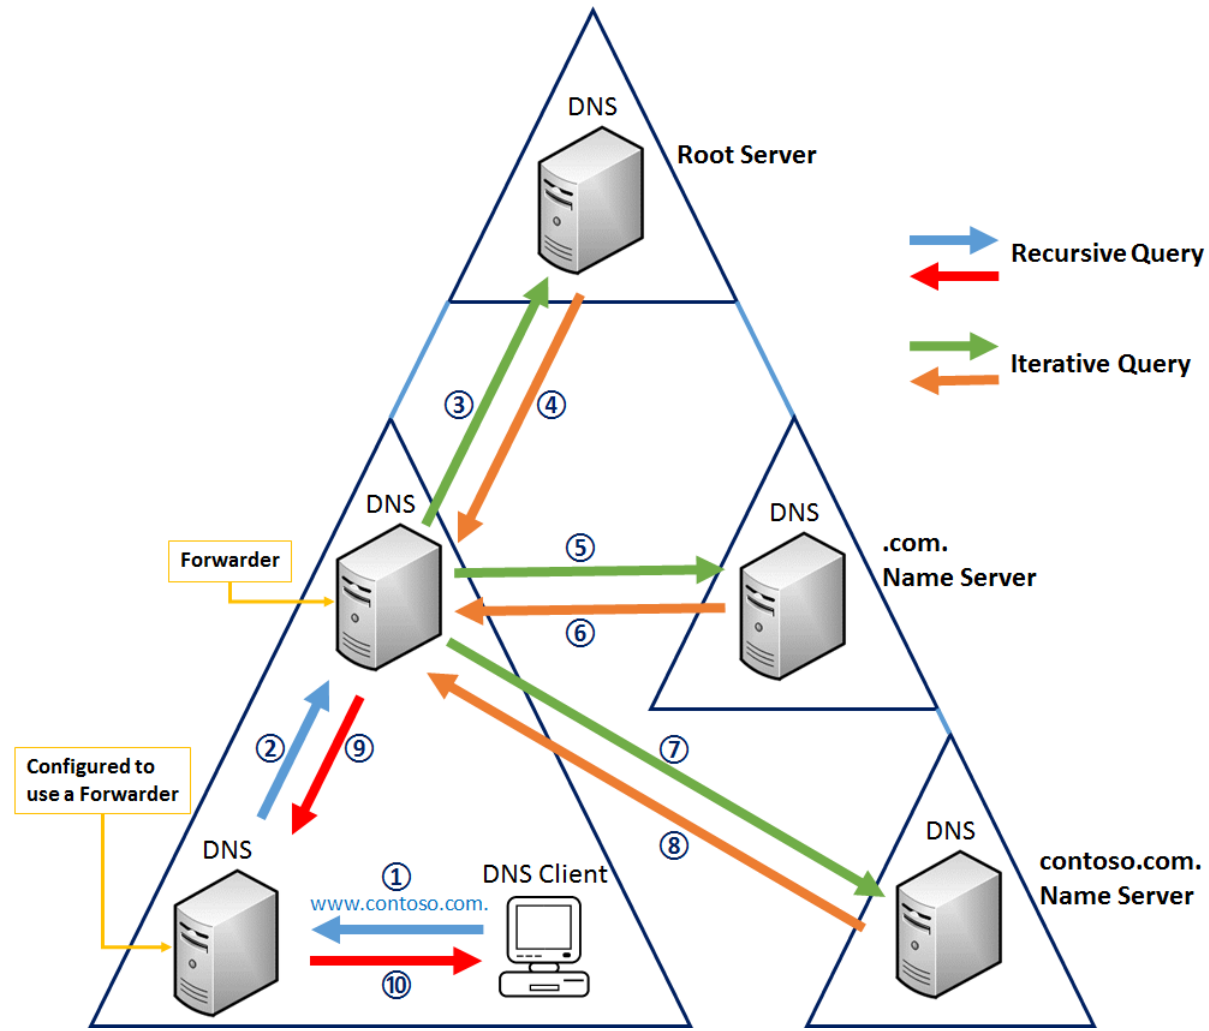 DNS
Root Server
Recursive Query
Iterative Query
③
④
DNS
Forwarder
⑤
⑥
DNS
.com.
Name Server
②
⑨
⑦
⑧
Configured to
use a Forwarder
DNS
①
www.contoso.com.
⑩
DNS Client
DNS
contoso.com.
Name Server